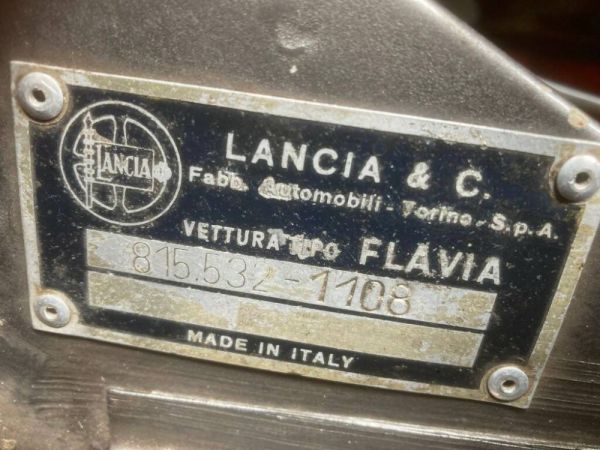 LANCIA
LANCIA & C.
Fabb. Automobili - Torino - S.p.A.
VETTURA TIPO FLAVIA
815.532-1108
MADE IN ITALY